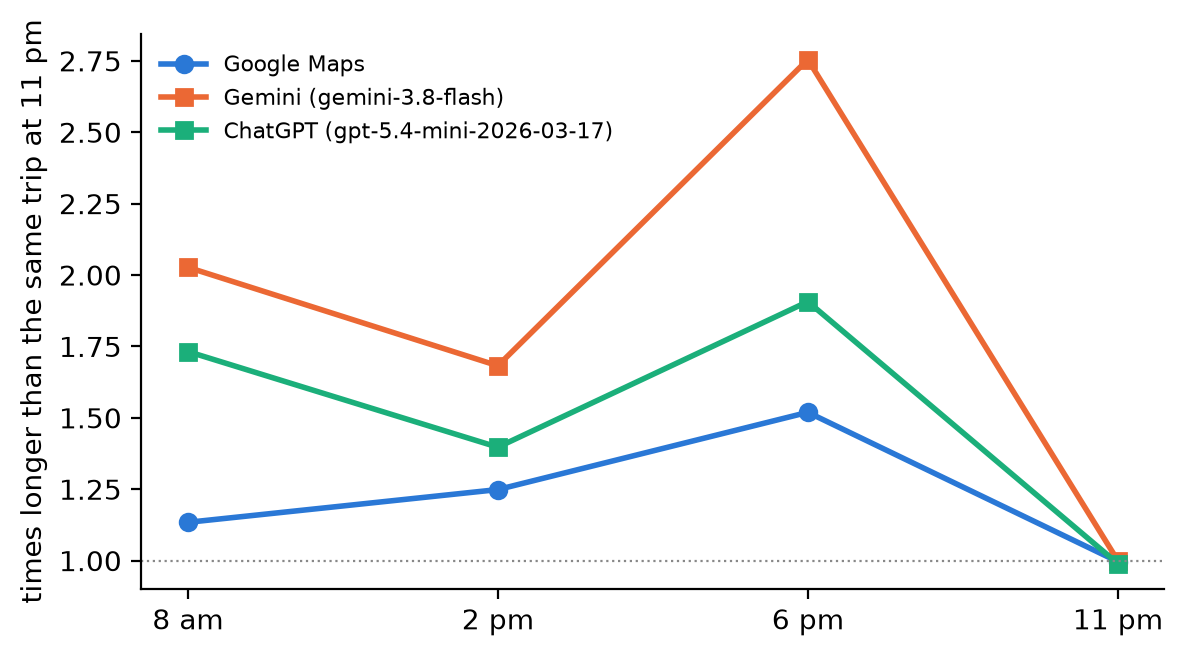 times longer than the same trip at 11 pm
2.75
2.50
2.25
2.00
1.75
1.50
1.25
1.00
Google Maps
Gemini (gemini-3.8-flash)
ChatGPT (gpt-5.4-mini-2026-03-17)
8 am
2 pm
6 pm
11 pm